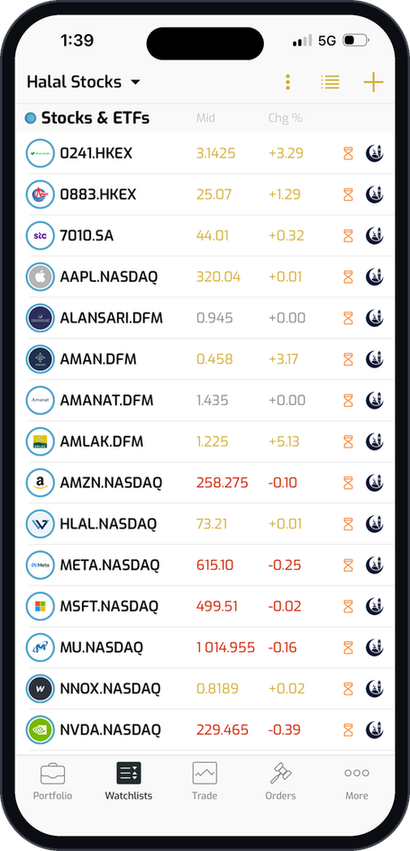 1:39 5G
Halal Stocks
Stocks & ETFs Mid Chg %
0241.HKEX 3.1425 +3.29
0883.HKEX 25.07 +1.29
stc 7010.SA 44.01 +0.32
AAPL.NASDAQ 320.04 +0.01
ALANSARI.DFM 0.945 +0.00
AMAN.DFM 0.458 +3.17
Amanat AMANAT.DFM 1.435 +0.00
AMLAK.DFM 1.225 +5.13
a AMZN.NASDAQ 258.275 -0.10
HLAL.NASDAQ 73.21 +0.01
Meta META.NASDAQ 615.10 -0.25
MSFT.NASDAQ 499.51 -0.02
MU.NASDAQ 1 014.955 -0.16
W NNOX.NASDAQ 0.8189 +0.02
NVDA.NASDAQ 229.465 -0.39
Portfolio Watchlists Trade Orders More